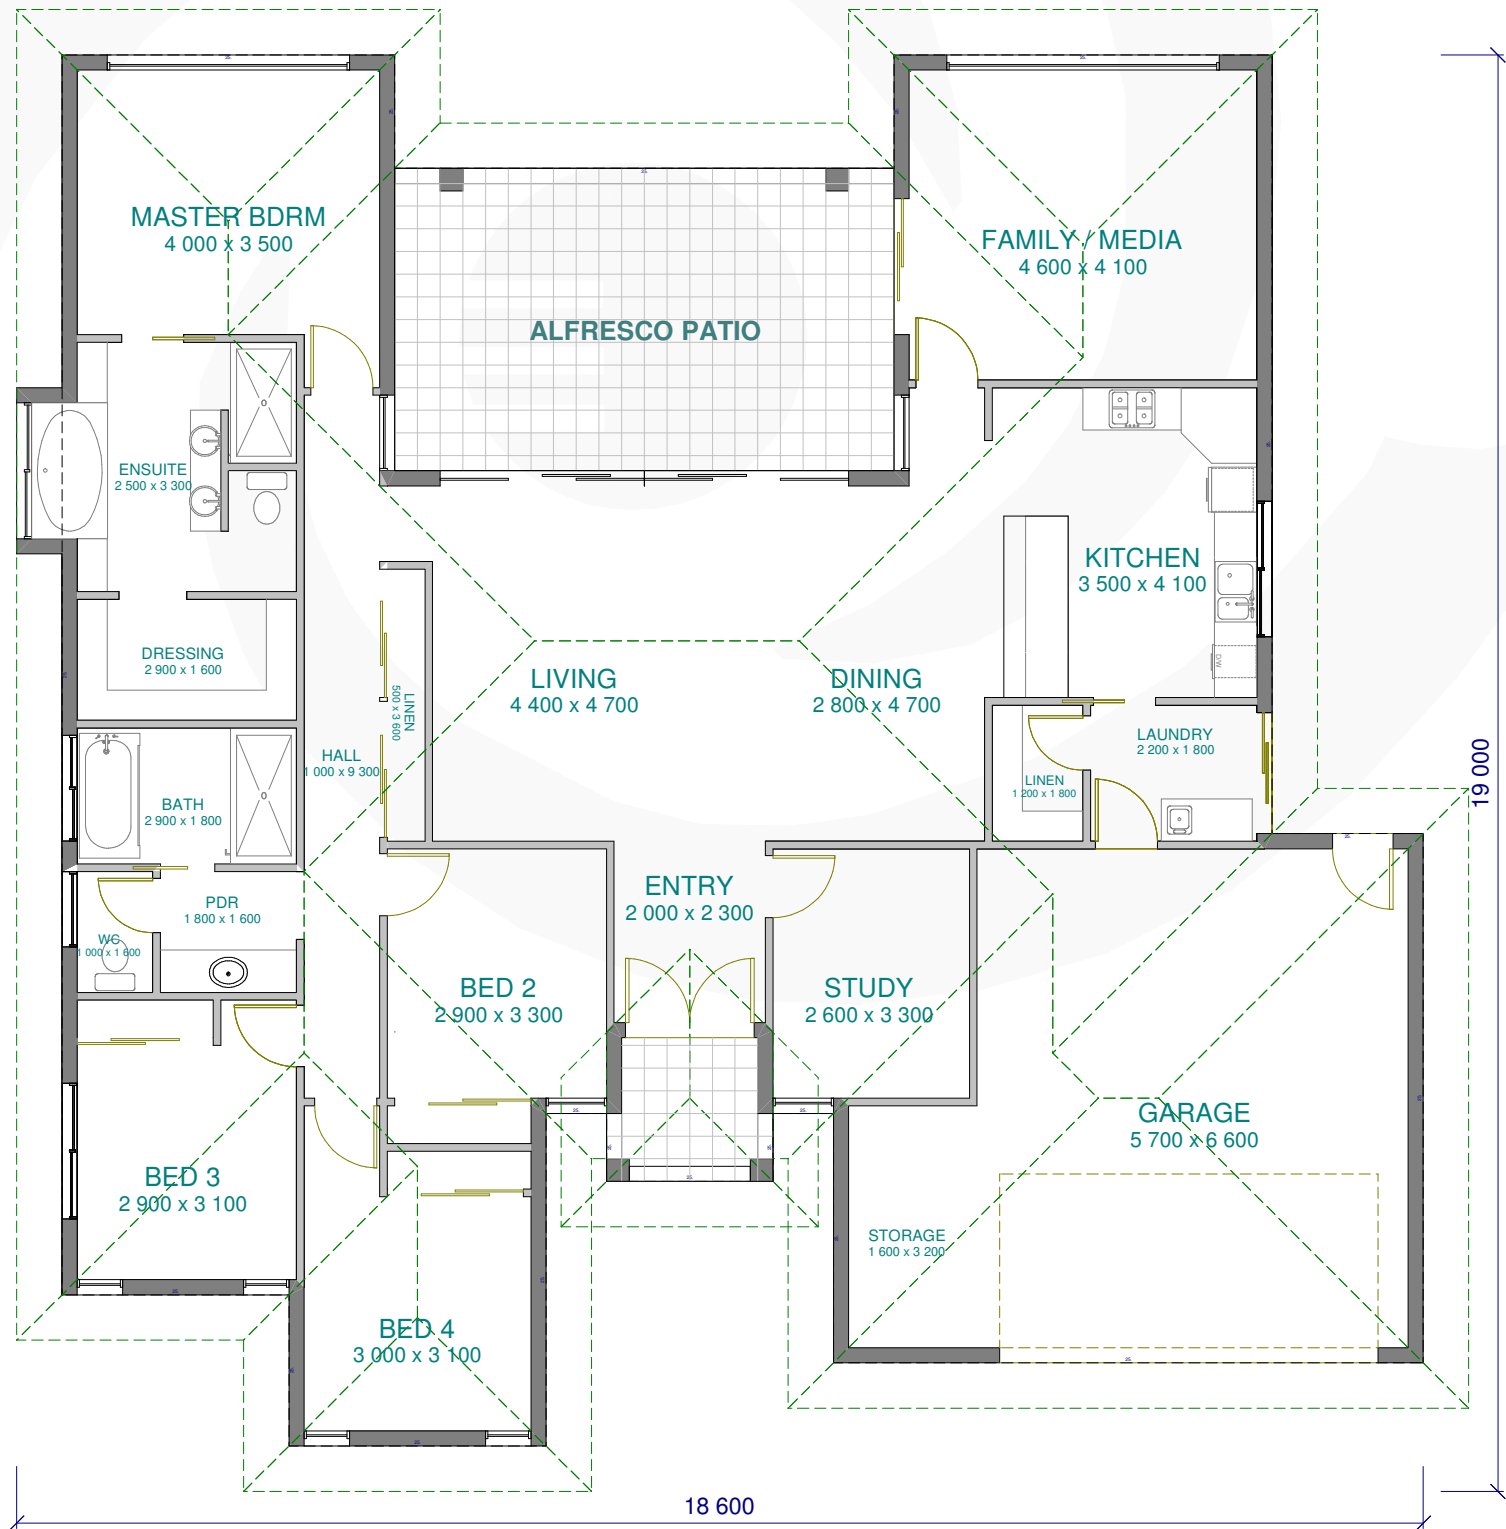 MASTER BDRM
4 000 x 3 500
FAMILY / MEDIA
4 600 x 4 100
ALFRESCO PATIO
ENSUITE
2 500 x 3 300
KITCHEN
3 500 x 4 100
DRESSING
2 900 x 1 600
D/W
LIVING
4 400 x 4 700
DINING
2 800 x 4 700
LINEN
500 x 3 600
HALL
1 000 x 9 300
LAUNDRY
2 200 x 1 800
LINEN
1 200 x 1 800
19 000
BATH
2 900 x 1 800
ENTRY
2 000 x 2 300
PDR
1 800 x 1 600
WC
1 000 x 1 600
BED 2
2 900 x 3 300
STUDY
2 600 x 3 300
GARAGE
5 700 x 6 600
BED 3
2 900 x 3 100
STORAGE
1 600 x 3 200
BED 4
3 000 x 3 100
18 600